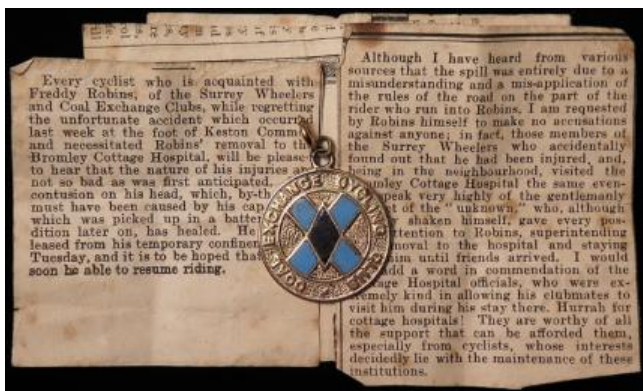 Every cyclist who is acquainted with
Freddy Robins, of the Surrey Wheelers
and Coal Exchange Clubs, while regretting
the unfortunate accident which occurred
last week at the foot of Keston Common
and necessitated Robins' removal to the
Bromley Cottage Hospital, will be please
to hear that the nature of his injuries a
not so bad as was first anticipated.
contusion on his head, which, by-th
must have been caused by his cap
which was picked up in a batter
dition later on, has healed. He
leased from his temporary confinem
Tuesday, and it is to be hoped tha
soon be able to resume riding.
COAL EXCHANGE CYCLING CLUB
Although I have heard from various
sources that the spill was entirely due to a
misunderstanding and a mis-application of
the rules of the road on the part of the
rider who run into Robins, I am requested
by Robins himself to make no accusations
against anyone; in fact, those members of
the Surrey Wheelers who accidentally
found out that he had been injured, and,
being in the neighbourhood, visited the
mley Cottage Hospital the same even-
peak very highly of the gentlemanly
t of the "unknown," who, although
y shaken himself, gave every pos-
ttention to Robins, superintending
moval to the hospital and staying
him until friends arrived. I would
add a word in commendation of the
tage Hospital officials, who were ex-
remely kind in allowing his clubmates to
visit him during his stay there. Hurrah for
cottage hospitals! They are worthy of all
the support that can be afforded them,
especially from cyclists, whose interests
decidedly lie with the maintenance of these
institutions.